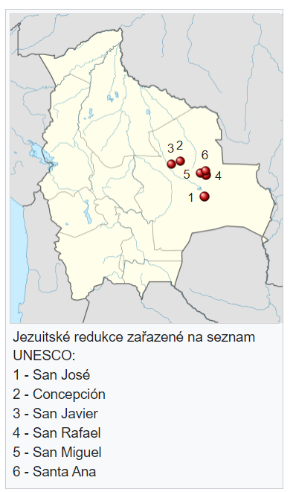 2
3
6
5
4
1
Jezuitské redukce zařazené na seznam
UNESCO:
1 - San José
2 - Concepción
3 - San Javier
4 - San Rafael
5 - San Miguel
6 - Santa Ana